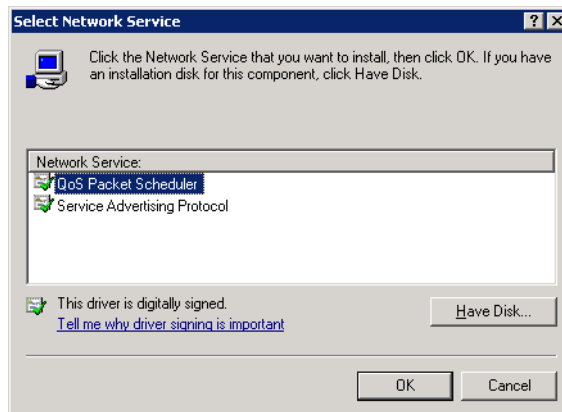 Select Network Service
Click the Network Service that you want to install, then click OK. If you have
an installation disk for this component, click Have Disk.
Network Service:
QoS Packet Scheduler
Service Advertising Protocol
This driver is digitally signed.
Tell me why driver signing is important
Have Disk...
OK
Cancel